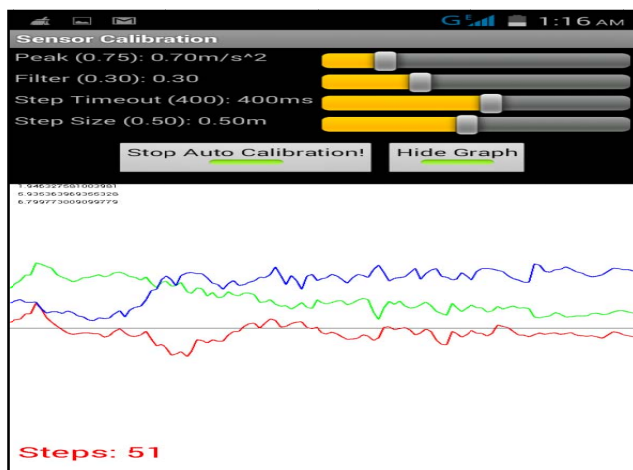 1:16 AM
Sensor Calibration
Peak (0.75): 0.70m/s^2
Filter (0.30): 0.30
Step Timeout (400): 400ms
Step Size (0.50): 0.50m
Stop Auto Calibration! Hide Graph
Steps: 51